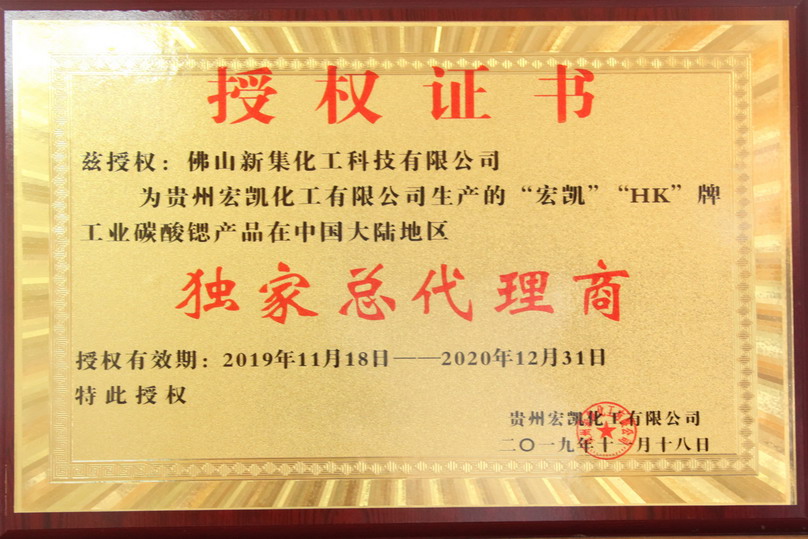 授权证书
兹授权：佛山新集化工科技有限公司
为贵州宏凯化工有限公司生产的“宏凯”“HK”牌
工业碳酸锶产品在中国大陆地区
独家总代理商
授权有效期：2019年11月18日——2020年12月31日
特此授权
贵州宏凯化工有限公司
二〇一九年十一月十八日